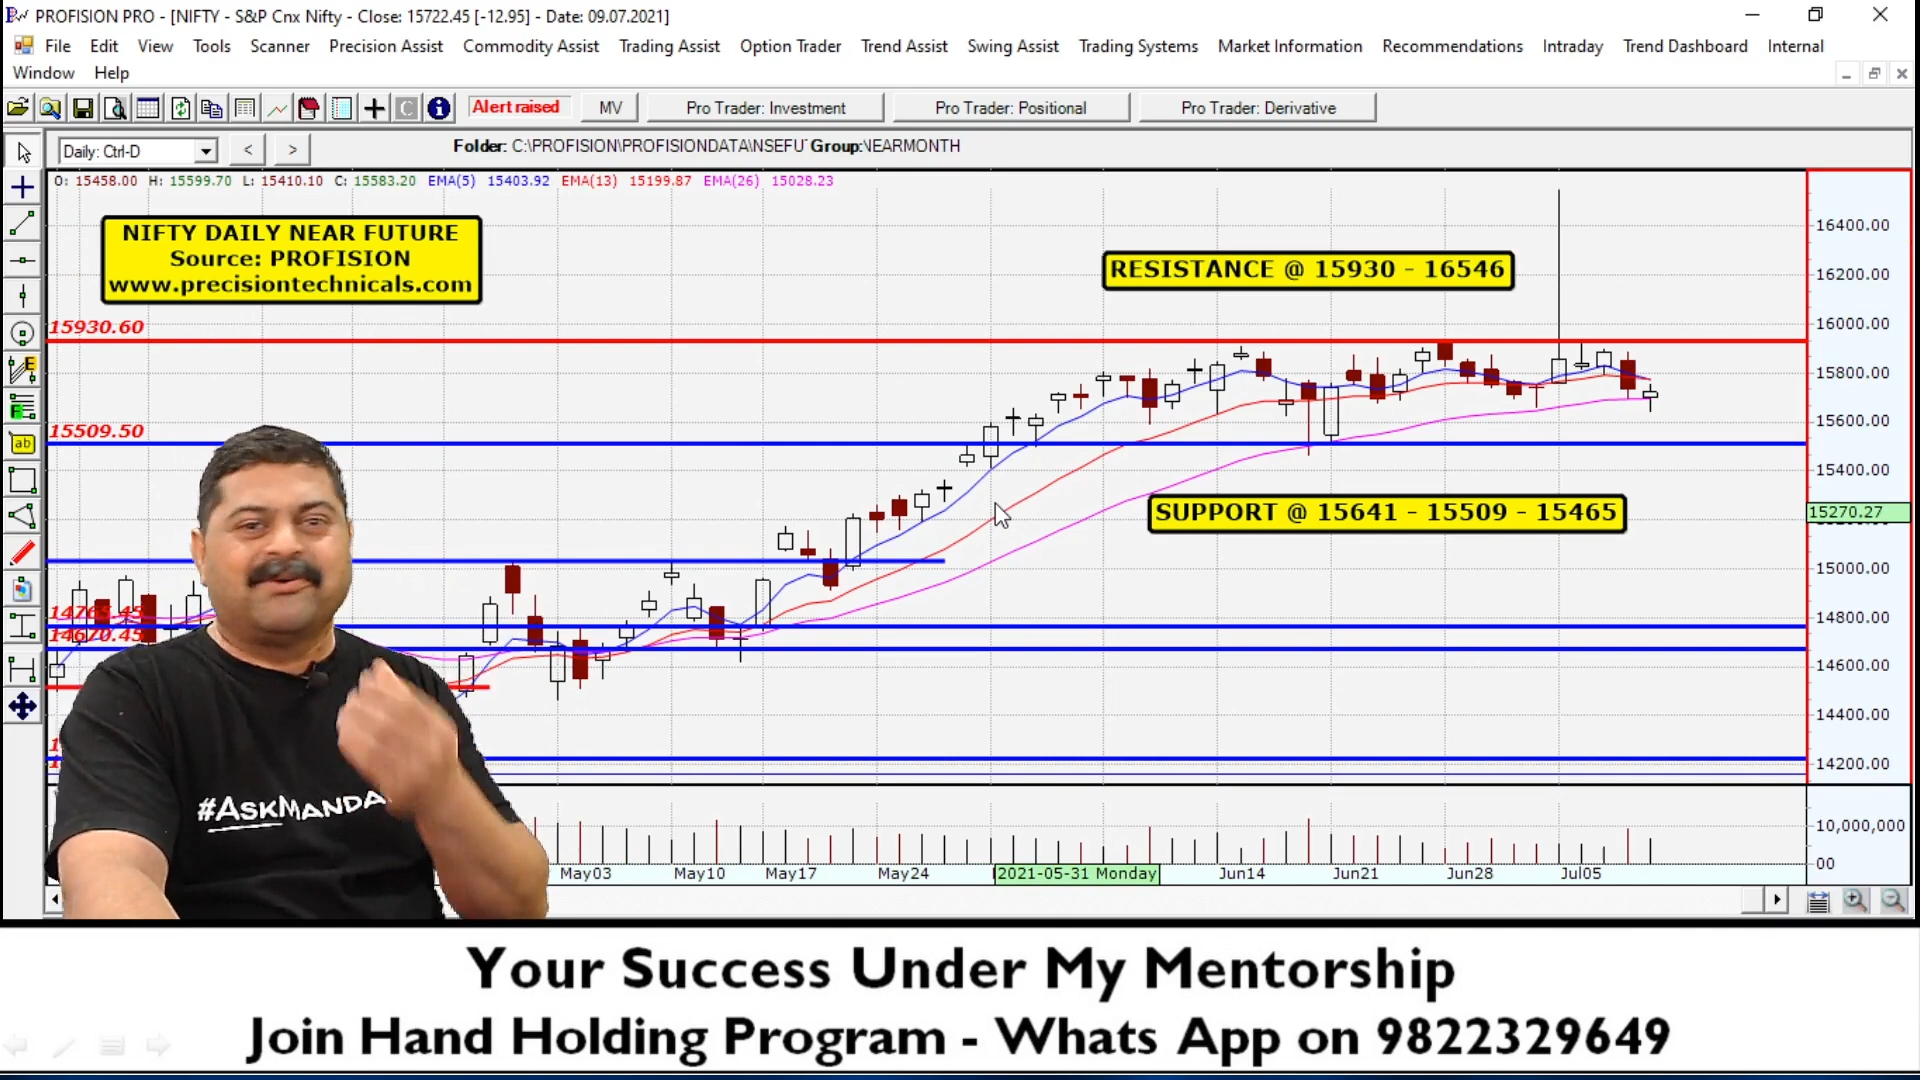 PROFISION PRO - [NIFTY - S&P Cnx Nifty - Close: 15722.45 [-12.95] - Date: 09.07.2021]
File Edit View Tools Scanner Precision Assist Commodity Assist Trading Assist Option Trader Trend Assist Swing Assist Trading Systems Market Information Recommendations Intraday Trend Dashboard Internal
Window Help
Alert raised MV Pro Trader: Investment Pro Trader: Positional Pro Trader: Derivative
Daily: Ctrl-D < > Folder: C:\PROFISION\PROFISIONDATA\NSEFU Group: NEARMONTH
O: 15458.00 H: 15599.70 L: 15410.10 C: 15583.20 EMA(5) 15403.92 EMA(13) 15199.87 EMA(26) 15028.23
NIFTY DAILY NEAR FUTURE
Source: PROFISION
www.precisiontechnicals.com
RESISTANCE @ 15930 - 16546
15930.60
15509.50
SUPPORT @ 15641 - 15509 - 15465
14765.45
14670.45
16400.00
16200.00
16000.00
15800.00
15600.00
15400.00
15270.27
15000.00
14800.00
14600.00
14400.00
14200.00
10,000,000
00
#ASKMANDA
May03 May10 May17 May24 2021-05-31 Monday Jun14 Jun21 Jun28 Jul05
Your Success Under My Mentorship
Join Hand Holding Program - Whats App on 9822329649